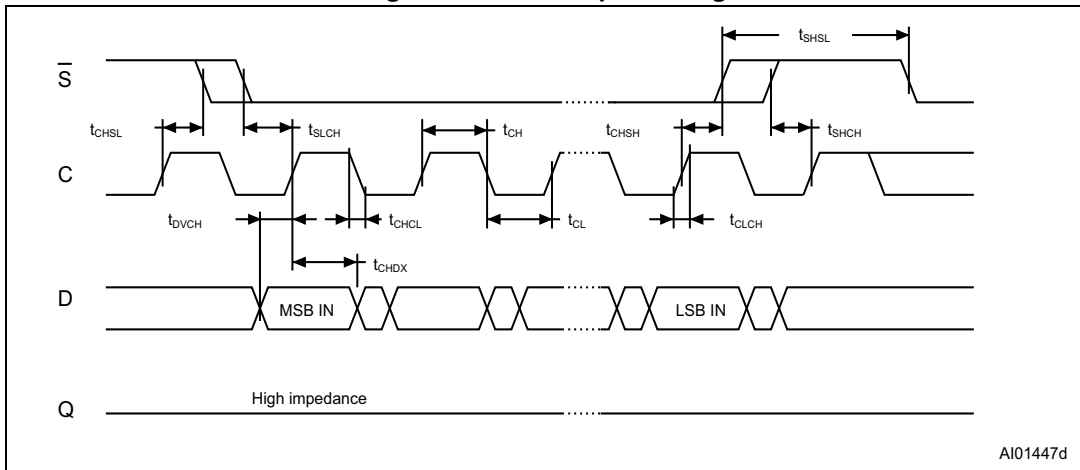 tSHSL
S̅
tCHSL
tSLCH
tCH
tCHSH
tSHCH
C
tDVCH
tCHCL
tCL
tCLCH
tCHDX
D
MSB IN
LSB IN
High impedance
Q
AI01447d